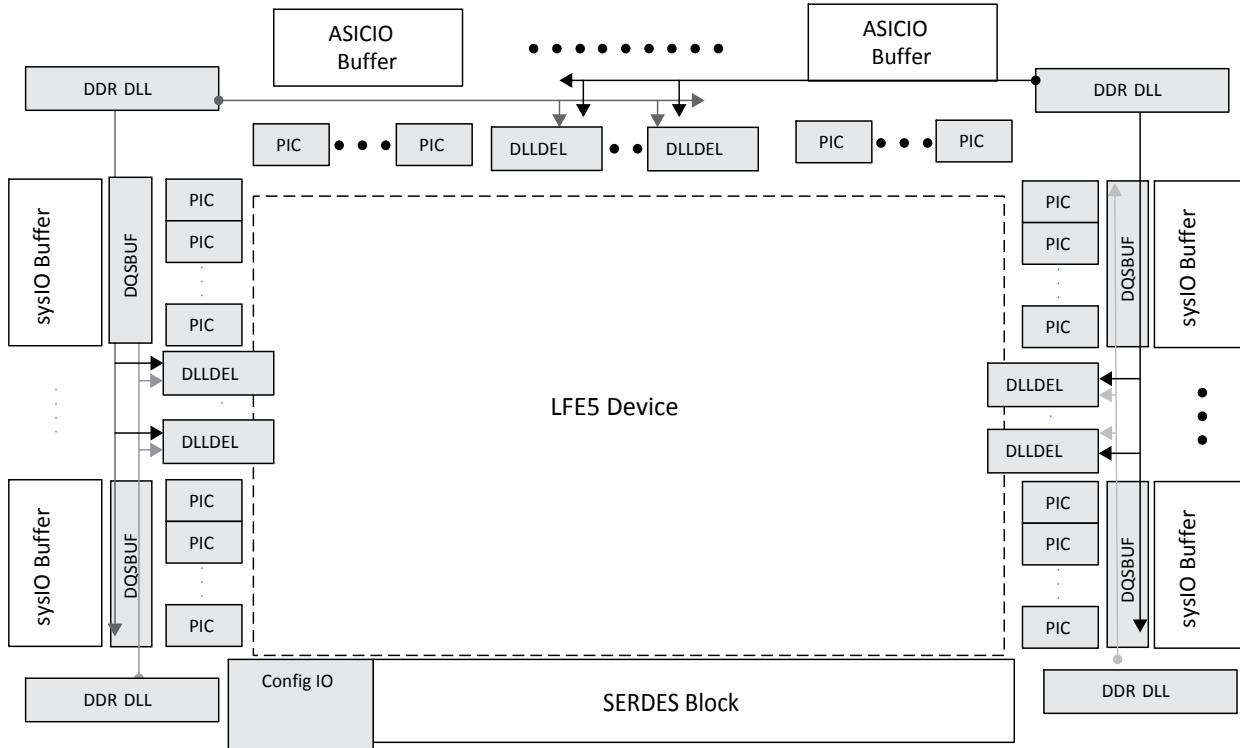 ASICIO
Buffer
ASICIO
Buffer
DDR DLL
DDR DLL
PIC
PIC
DLLDEL
DLLDEL
PIC
PIC
sysIO Buffer
DQSBUF
PIC
PIC
PIC
DLLDEL
DLLDEL
sysIO Buffer
DQSBUF
PIC
PIC
PIC
LFE5 Device
PIC
PIC
PIC
DQSBUF
sysIO Buffer
DLLDEL
DLLDEL
PIC
PIC
PIC
DQSBUF
sysIO Buffer
DDR DLL
Config IO
SERDES Block
DDR DLL